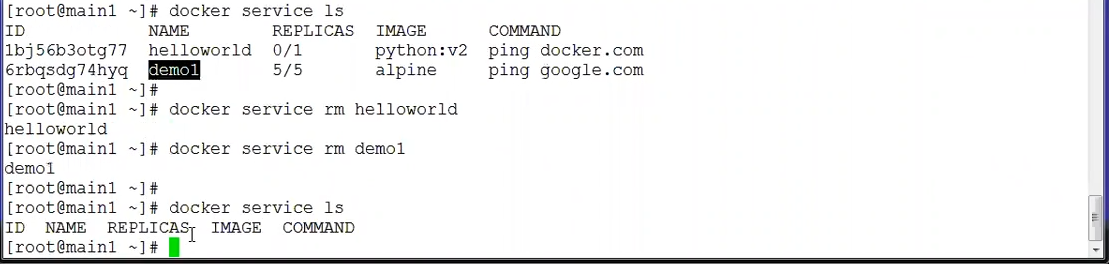 [root@main1 ~]# docker service ls
ID            NAME        REPLICAS  IMAGE      COMMAND
1bj56b3otg77  helloworld  0/1       python:v2  ping docker.com
6rbqsdg74hyq  demo1       5/5       alpine     ping google.com
[root@main1 ~]#
[root@main1 ~]# docker service rm helloworld
helloworld
[root@main1 ~]# docker service rm demo1
demo1
[root@main1 ~]#
[root@main1 ~]# docker service ls
ID  NAME  REPLICAS  IMAGE  COMMAND
[root@main1 ~]#